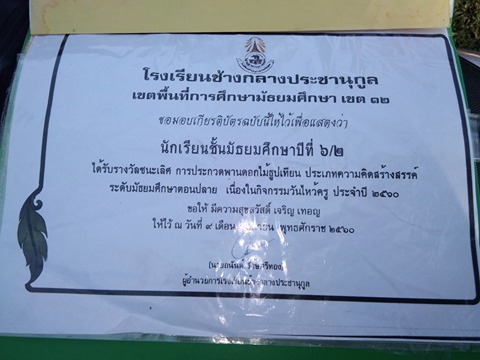 โรงเรียนช้างกลางประชานุกูล
เขตพื้นที่การศึกษามัธยมศึกษา เขต ๑๒
ขอมอบเกียรติบัตรฉบับนี้ให้ไว้เพื่อแสดงว่า
นักเรียนชั้นมัธยมศึกษาปีที่ ๖/๒
ได้รับรางวัลชนะเลิศ การประกวดพานดอกไม้ธูปเทียน ประเภทความคิดสร้างสรรค์
ระดับมัธยมศึกษาตอนปลาย เนื่องในกิจกรรมวันไหว้ครู ประจำปี ๒๕๖๐
ขอให้ มีความสุขสวัสดิ์ เจริญ เทอญ
ให้ไว้ ณ วันที่ ๙ เดือน พุทธศักราช ๒๕๖๐
ผู้อำนวยการโรงเรียนช้างกลางประชานุกูล